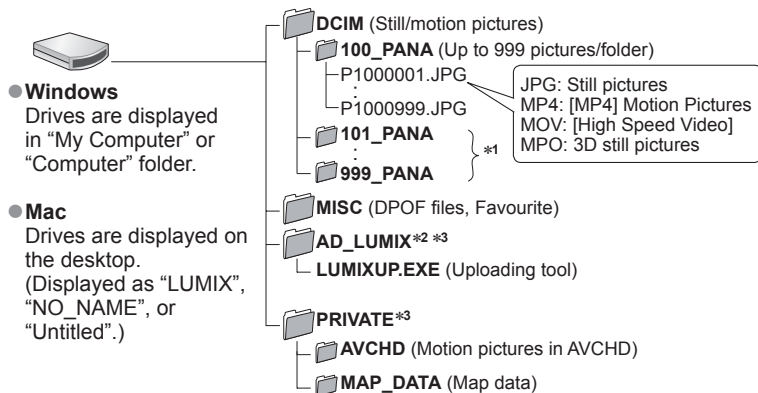 DCIM (Still/motion pictures)
100_PANA (Up to 999 pictures/folder)
P1000001.JPG
:
P1000999.JPG
JPG: Still pictures
MP4: [MP4] Motion Pictures
MOV: [High Speed Video]
MPO: 3D still pictures
101_PANA
:
999_PANA
*1
MISC (DPOF files, Favourite)
AD_LUMIX*2 *3
LUMIXUP.EXE (Uploading tool)
PRIVATE*3
AVCHD (Motion pictures in AVCHD)
MAP_DATA (Map data)
● Windows
Drives are displayed
in “My Computer” or
“Computer” folder.
● Mac
Drives are displayed on
the desktop.
(Displayed as “LUMIX”,
“NO_NAME”, or
“Untitled”.)